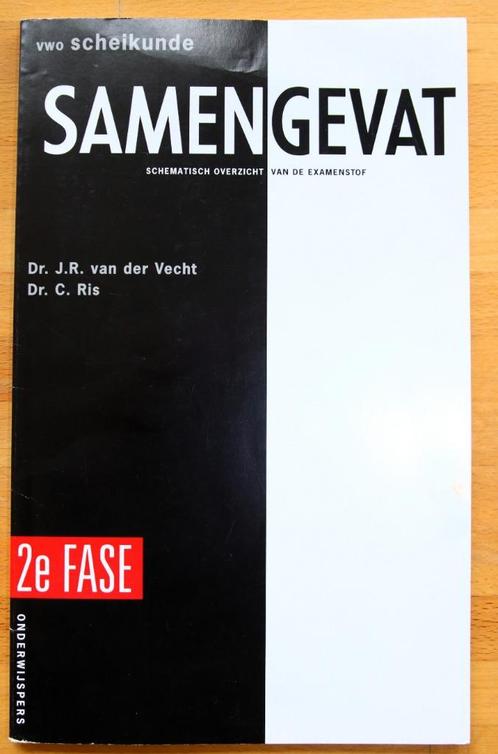 vwo scheikunde
SAMENGEVAT
SCHEMATISCH OVERZICHT VAN DE EXAMENSTOF
Dr. J.R. van der Vecht
Dr. C. Ris
2e FASE
ONDERWIJSPERS